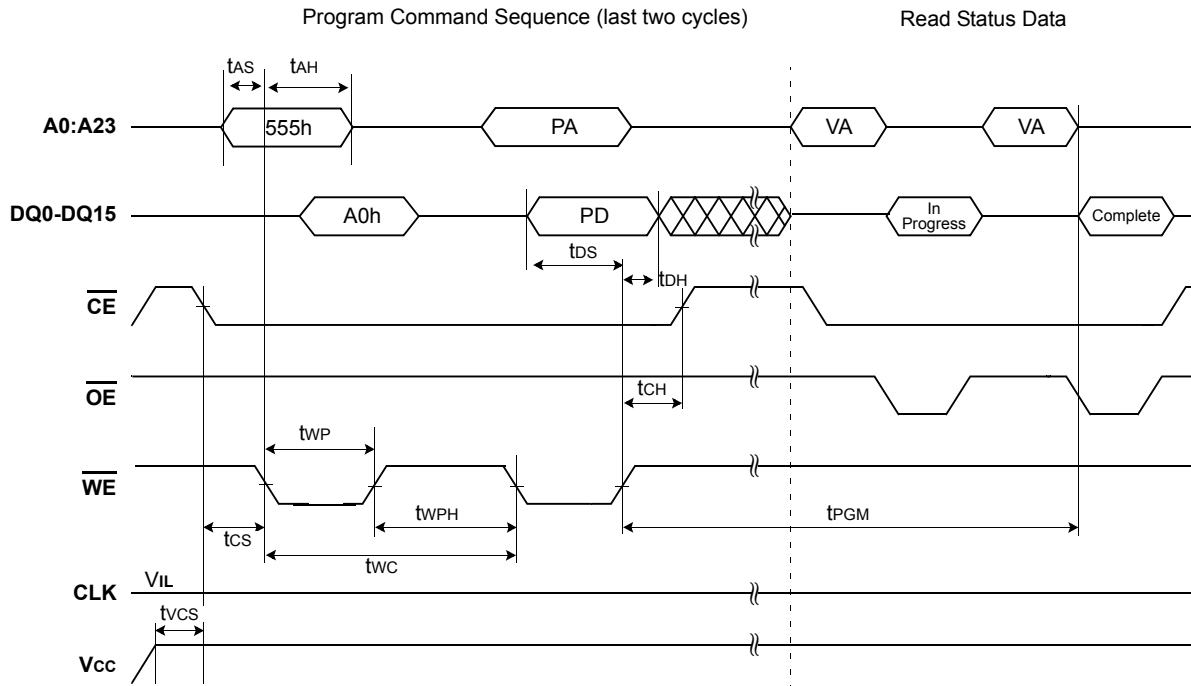 Program Command Sequence (last two cycles)
Read Status Data
tAS
tAH
A0:A23
555h
PA
VA
VA
DQ0-DQ15
A0h
PD
In
Progress
Complete
tDS
tDH
CE
OE
tCH
tWP
WE
tWPH
tPGM
tCS
tWC
CLK
VIL
tVCS
Vcc